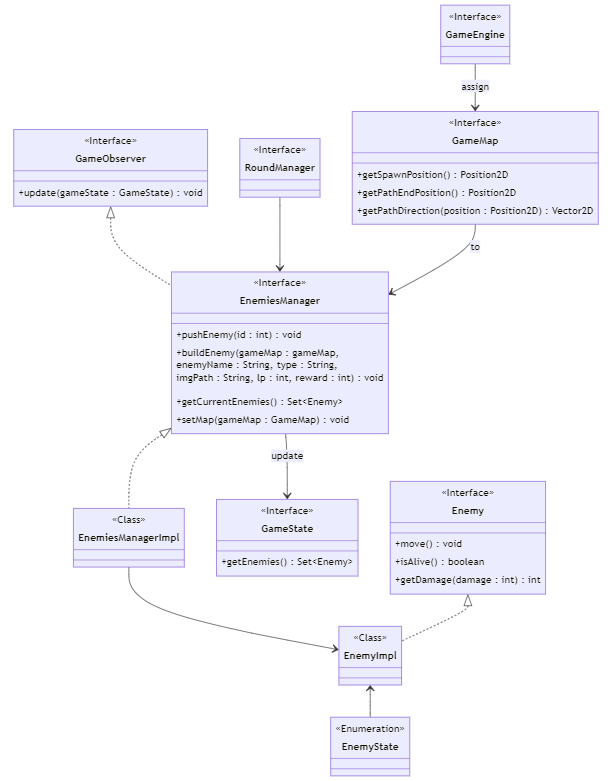 «Interface»
GameEngine
assign
«Interface»
GameMap
+getSpawnPosition() : Position2D
+getPathEndPosition() : Position2D
+getPathDirection(position : Position2D) : Vector2D
«Interface»
GameObserver
+update(gameState : GameState) : void
«Interface»
RoundManager
to
«Interface»
EnemiesManager
+pushEnemy(id : int) : void
+buildEnemy(gameMap : gameMap,
enemyName : String, type : String,
imgPath : String, lp : int, reward : int) : void
+getCurrentEnemies() : Set<Enemy>
+setMap(gameMap : GameMap) : void
update
«Class»
EnemiesManagerImpl
«Interface»
GameState
+getEnemies() : Set<Enemy>
«Interface»
Enemy
+move() : void
+isAlive() : boolean
+getDamage(damage : int) : int
«Class»
EnemyImpl
«Enumeration»
EnemyState